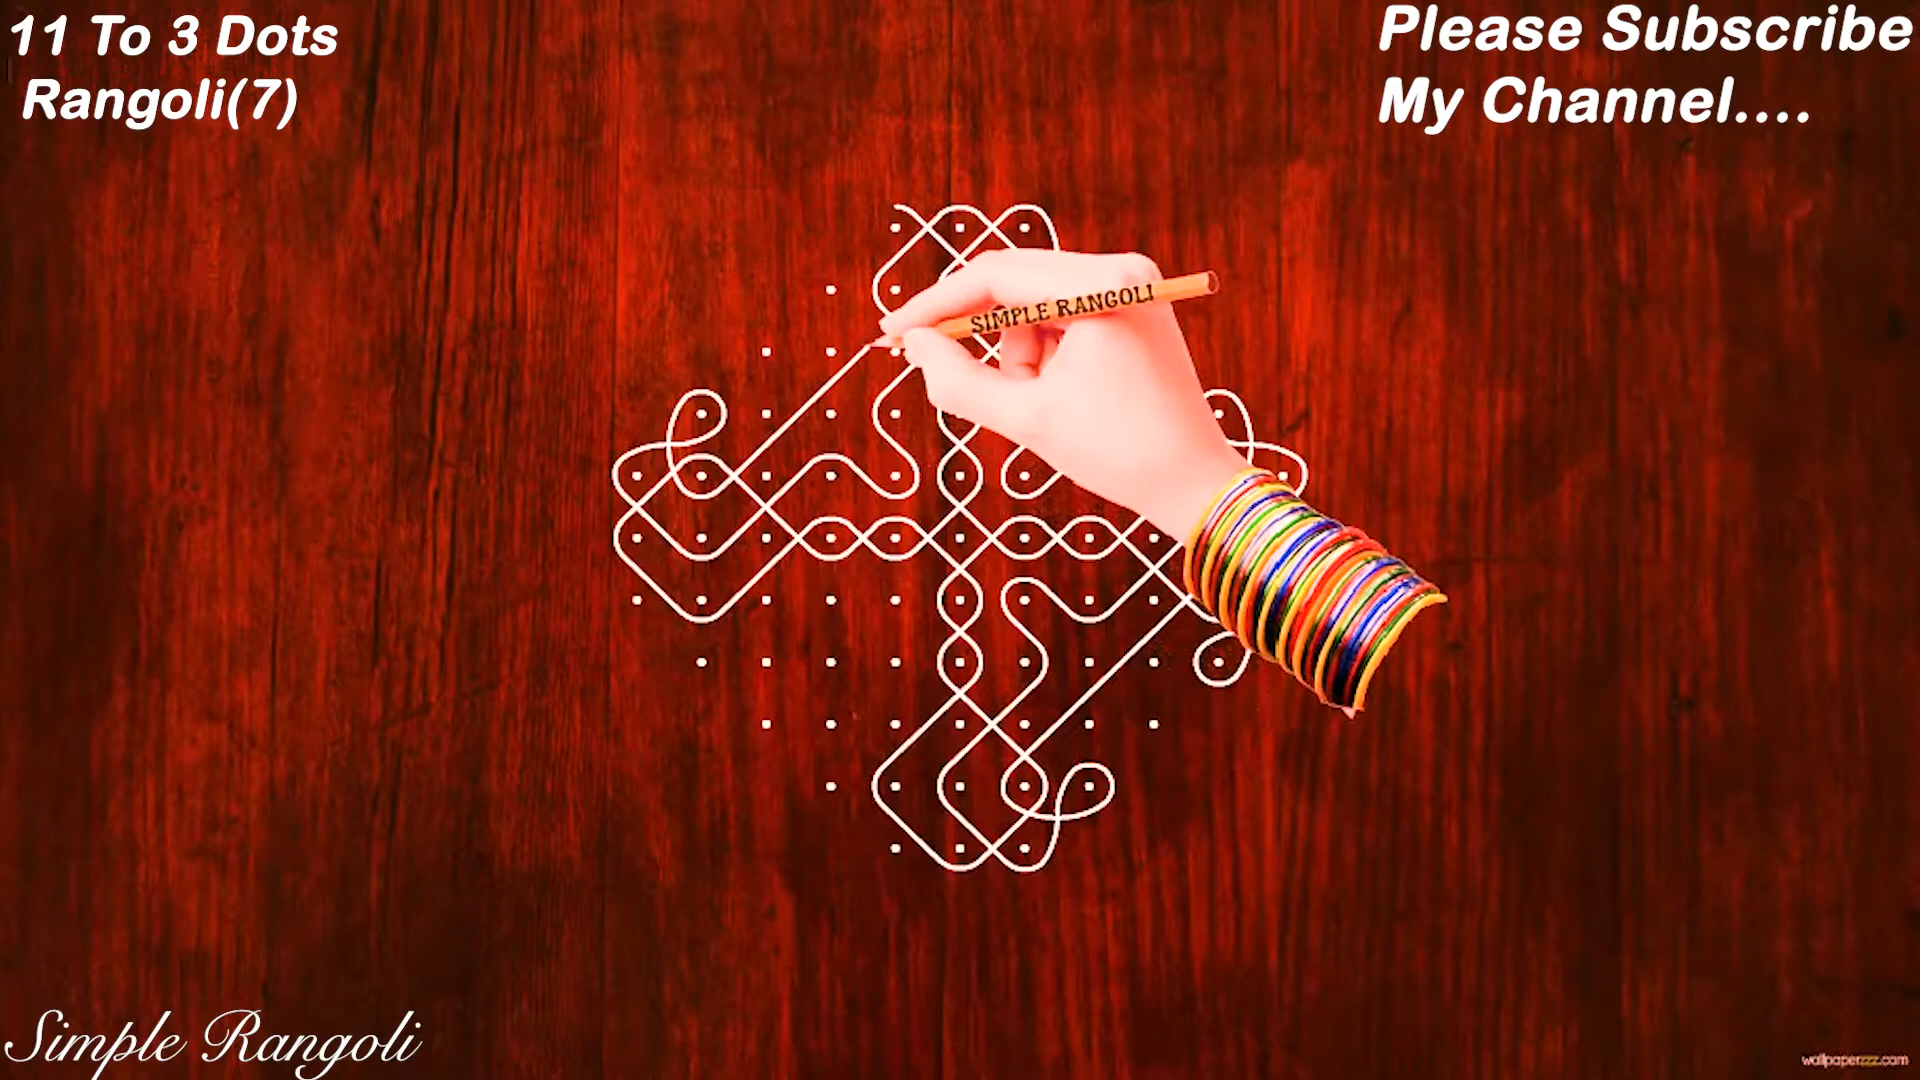 11 To 3 Dots
Rangoli(7)
Please Subscribe
My Channel....
SIMPLE RANGOLI
Simple Rangoli
wallpaperzzz.com